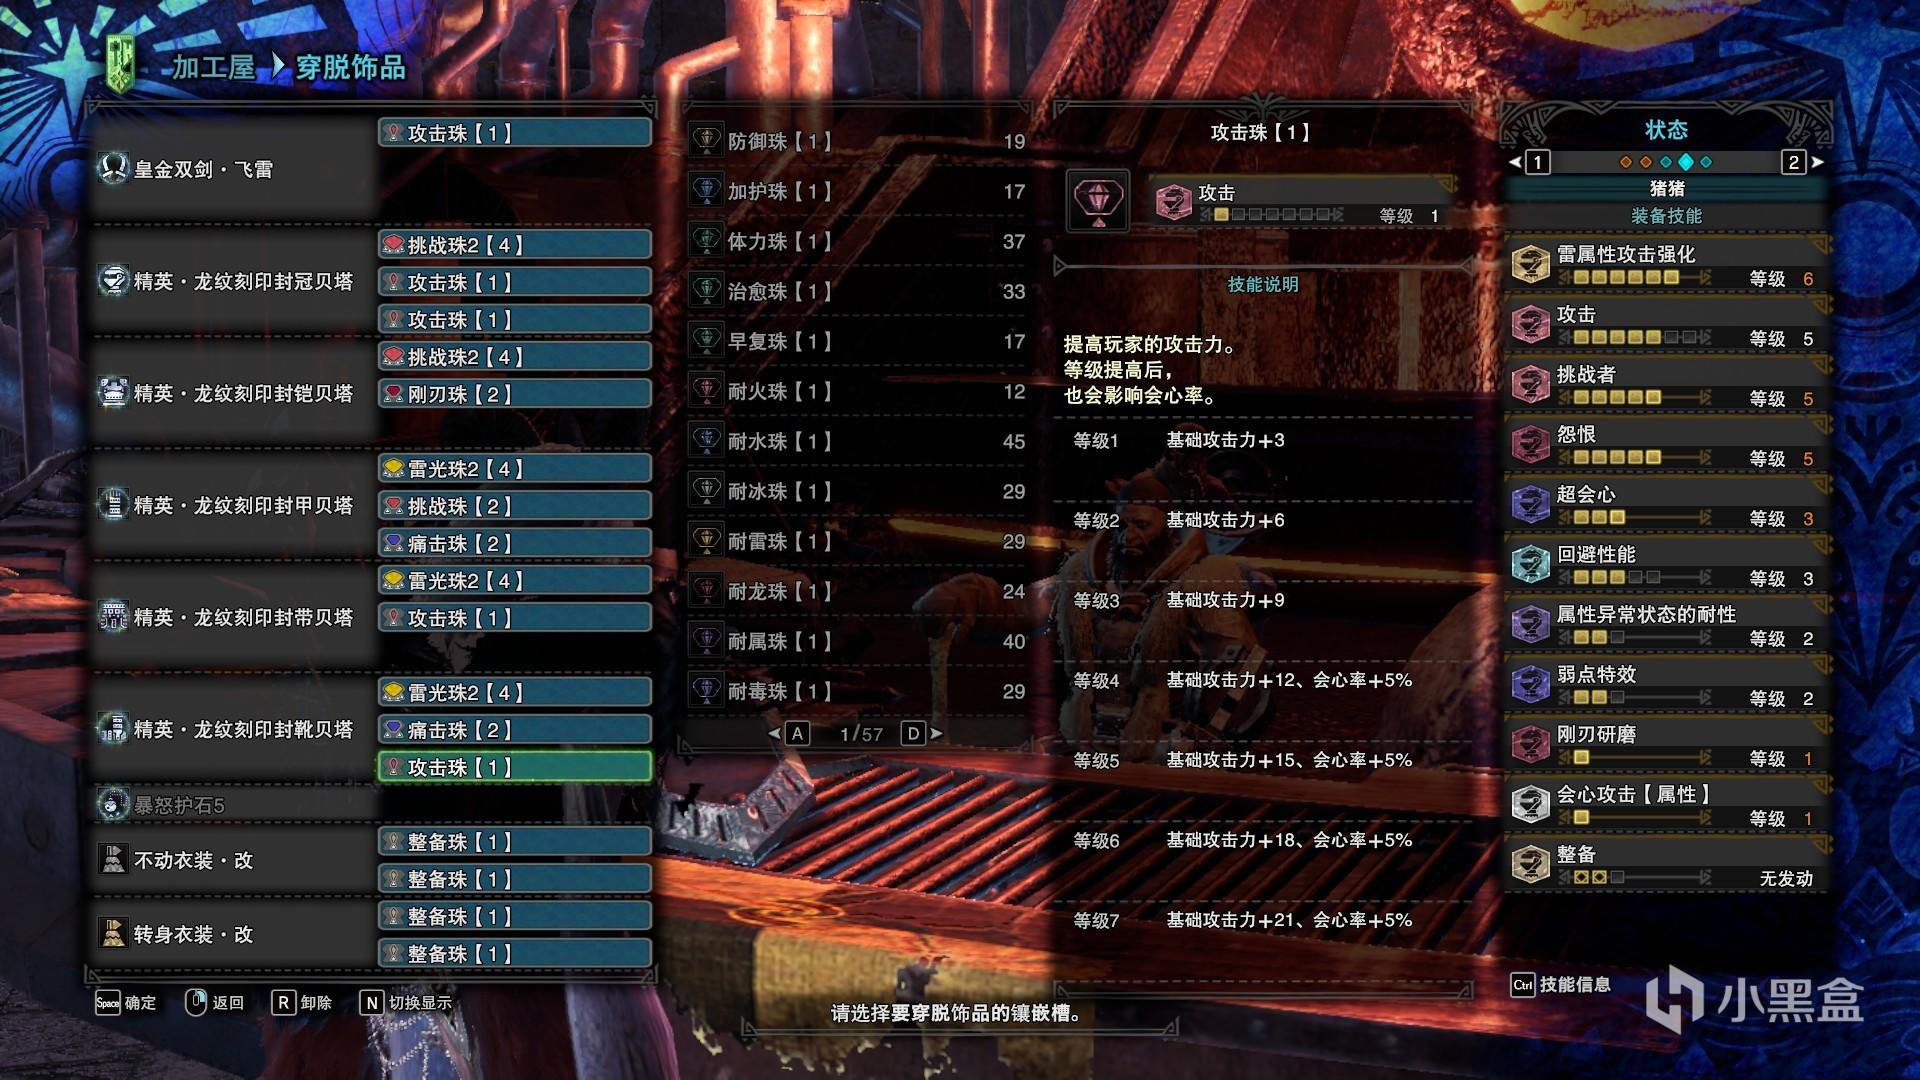 加工屋 穿脱饰品
皇金双剑·飞雷
攻击珠【1】
精英·龙纹刻印封冠贝塔
挑战珠2【4】
攻击珠【1】
攻击珠【1】
精英·龙纹刻印封铠贝塔
挑战珠2【4】
刚刃珠【2】
精英·龙纹刻印封甲贝塔
雷光珠2【4】
挑战珠【2】
痛击珠【2】
精英·龙纹刻印封带贝塔
雷光珠2【4】
攻击珠【1】
精英·龙纹刻印封靴贝塔
雷光珠2【4】
痛击珠【2】
攻击珠【1】
暴怒护石5
不动衣装·改
整备珠【1】
整备珠【1】
转身衣装·改
整备珠【1】
整备珠【1】
Space 确定 返回 R 卸除 N 切换显示
防御珠【1】 19
加护珠【1】 17
体力珠【1】 37
治愈珠【1】 33
早复珠【1】 17
耐火珠【1】 12
耐水珠【1】 45
耐冰珠【1】 29
耐雷珠【1】 29
耐龙珠【1】 24
耐属珠【1】 40
耐毒珠【1】 29
A 1/57 D
攻击珠【1】
攻击
等级 1
技能说明
提高玩家的攻击力。
等级提高后，
也会影响会心率。
等级1 基础攻击力+3
等级2 基础攻击力+6
等级3 基础攻击力+9
等级4 基础攻击力+12、会心率+5%
等级5 基础攻击力+15、会心率+5%
等级6 基础攻击力+18、会心率+5%
等级7 基础攻击力+21、会心率+5%
请选择要穿脱饰品的镶嵌槽。
状态
1 2
猪猪
装备技能
雷属性攻击强化
等级 6
攻击
等级 5
挑战者
等级 5
怨恨
等级 5
超会心
等级 3
回避性能
等级 3
属性异常状态的耐性
等级 2
弱点特效
等级 2
刚刃研磨
等级 1
会心攻击【属性】
等级 1
整备
无发动
Ctrl 技能信息
小黑盒